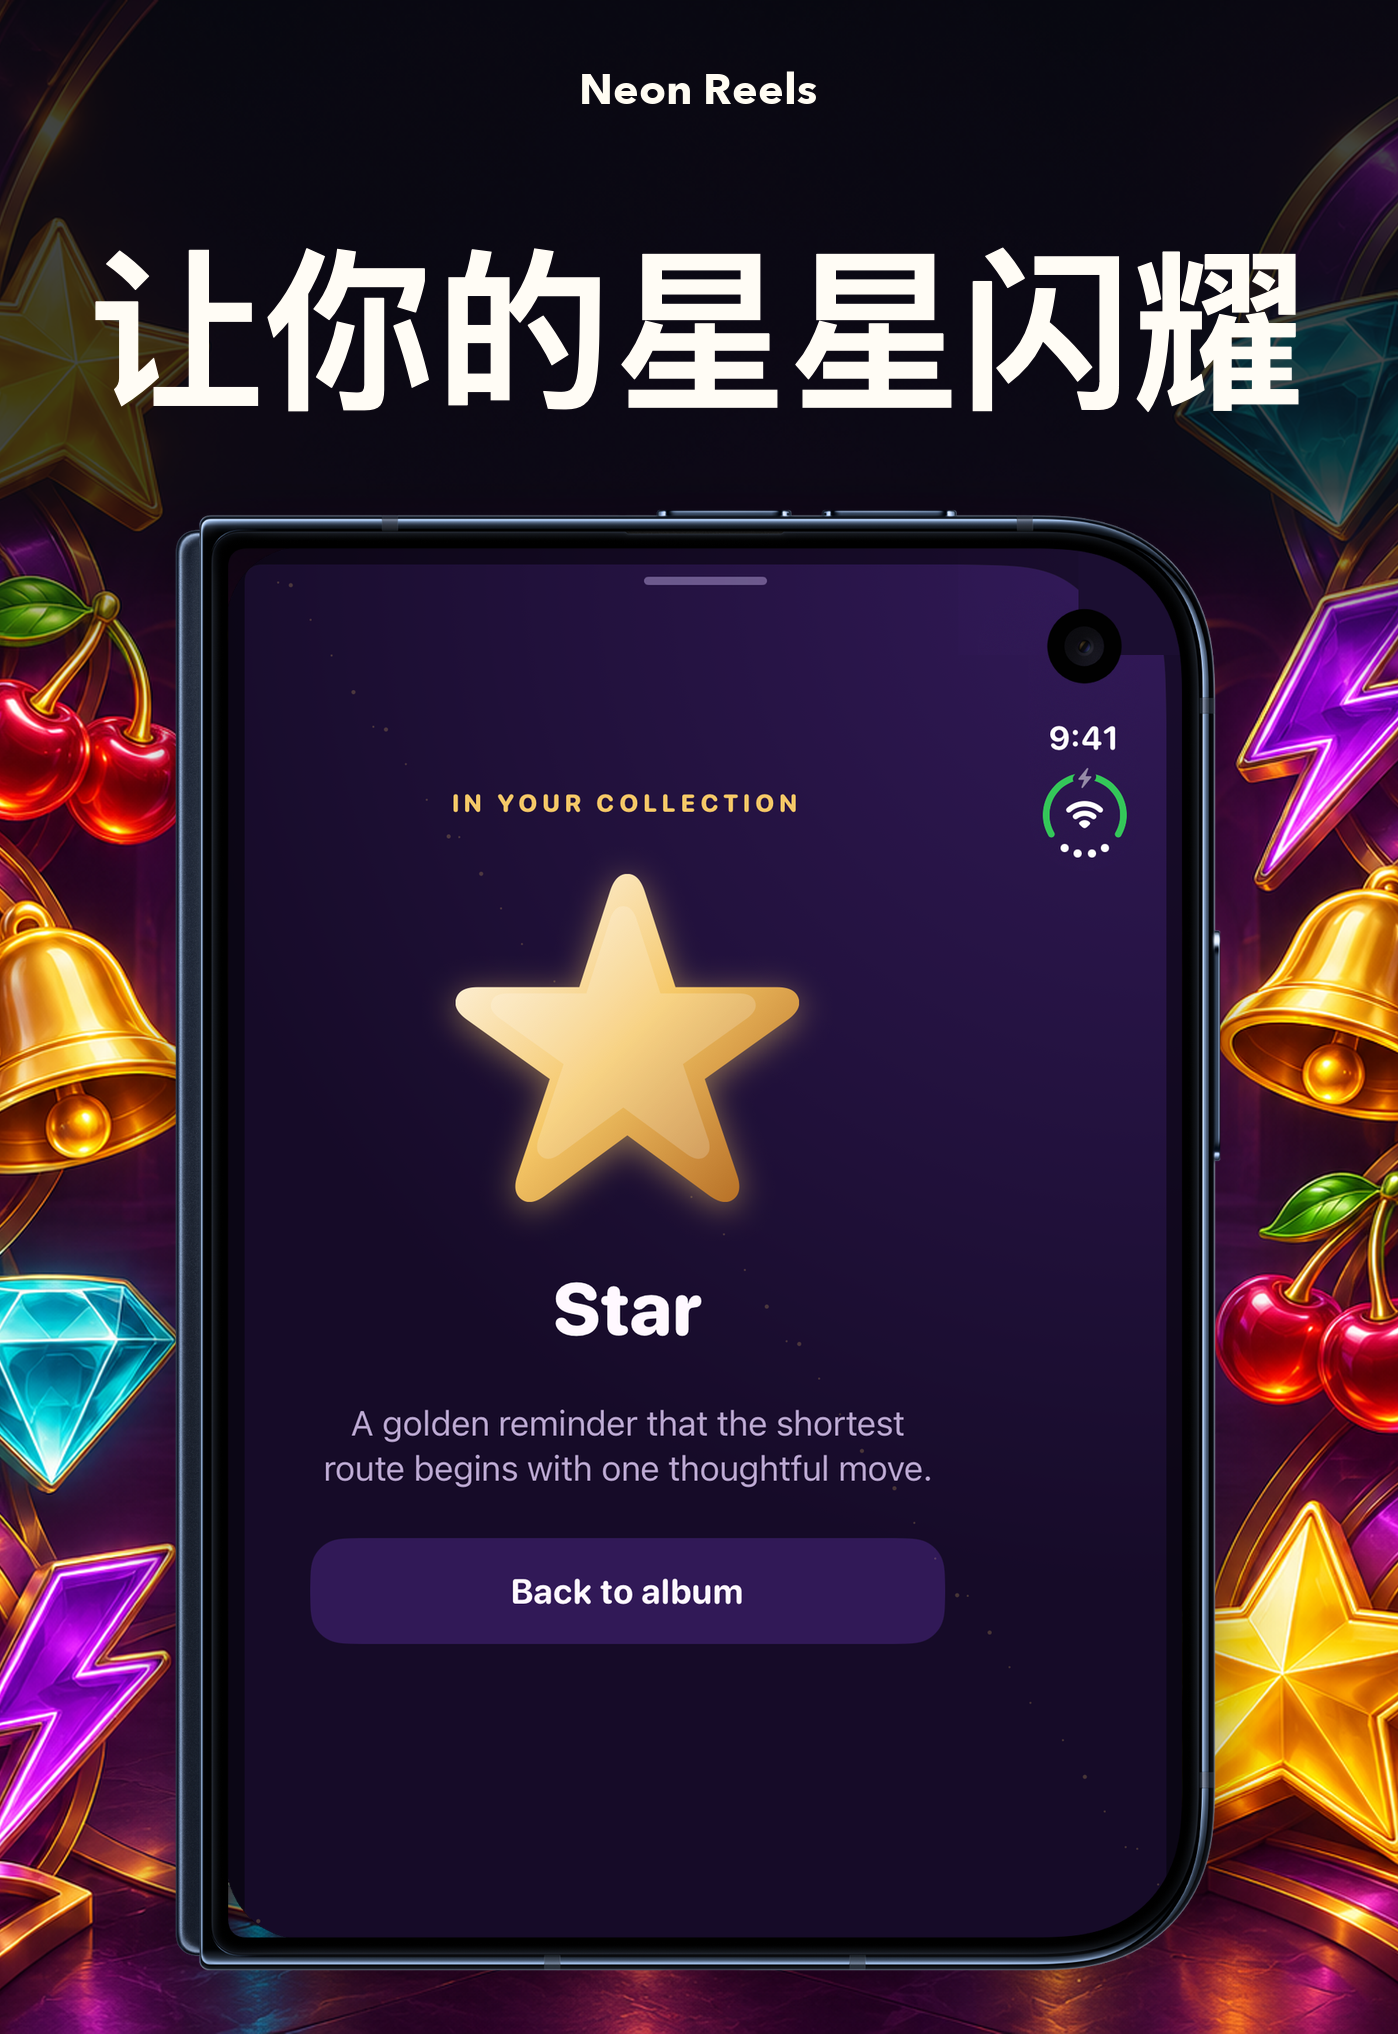 Neon Reels
让你的星星闪耀
9:41
IN YOUR COLLECTION
Star
A golden reminder that the shortest
route begins with one thoughtful move.
Back to album